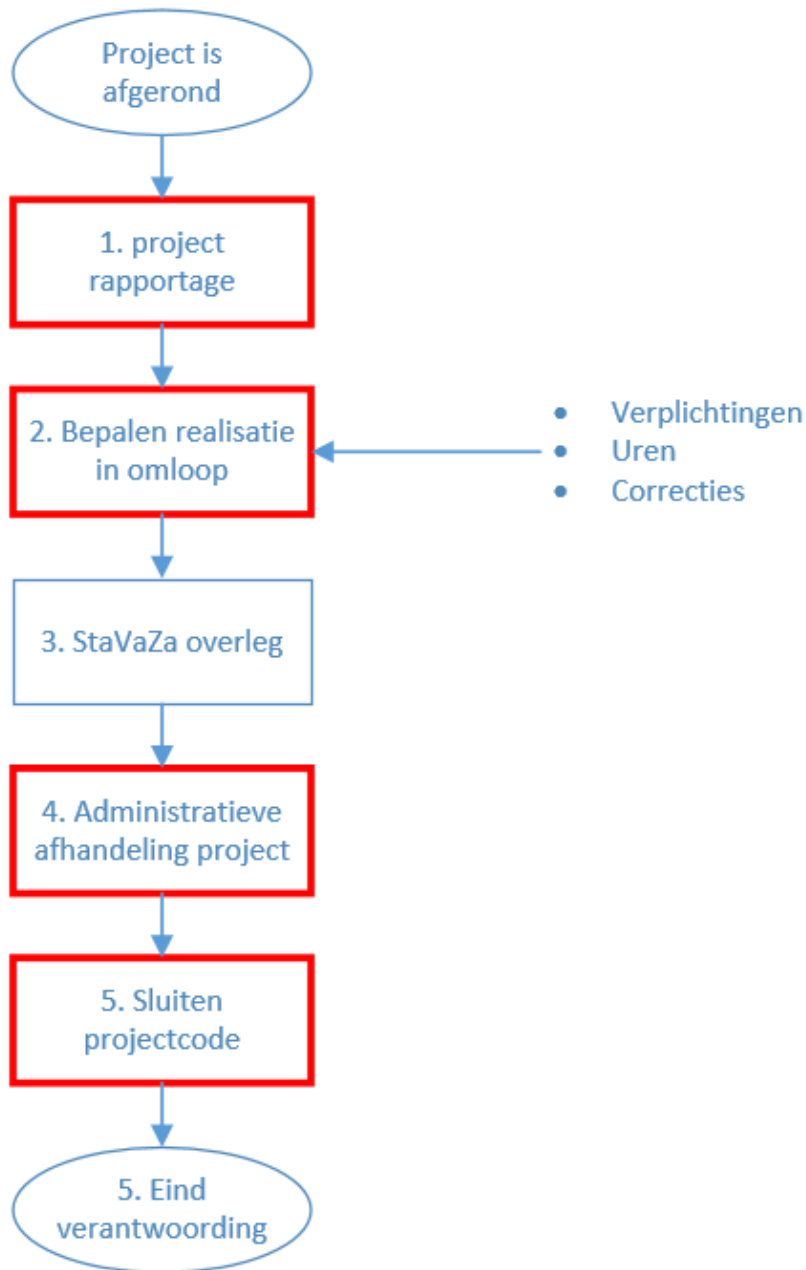 Project is
afgerond
1. project
rapportage
2. Bepalen realisatie
in omloop
• Verplichtingen
• Uren
• Correcties
3. StaVaZa overleg
4. Administratieve
afhandeling project
5. Sluiten
projectcode
5. Eind
verantwoording